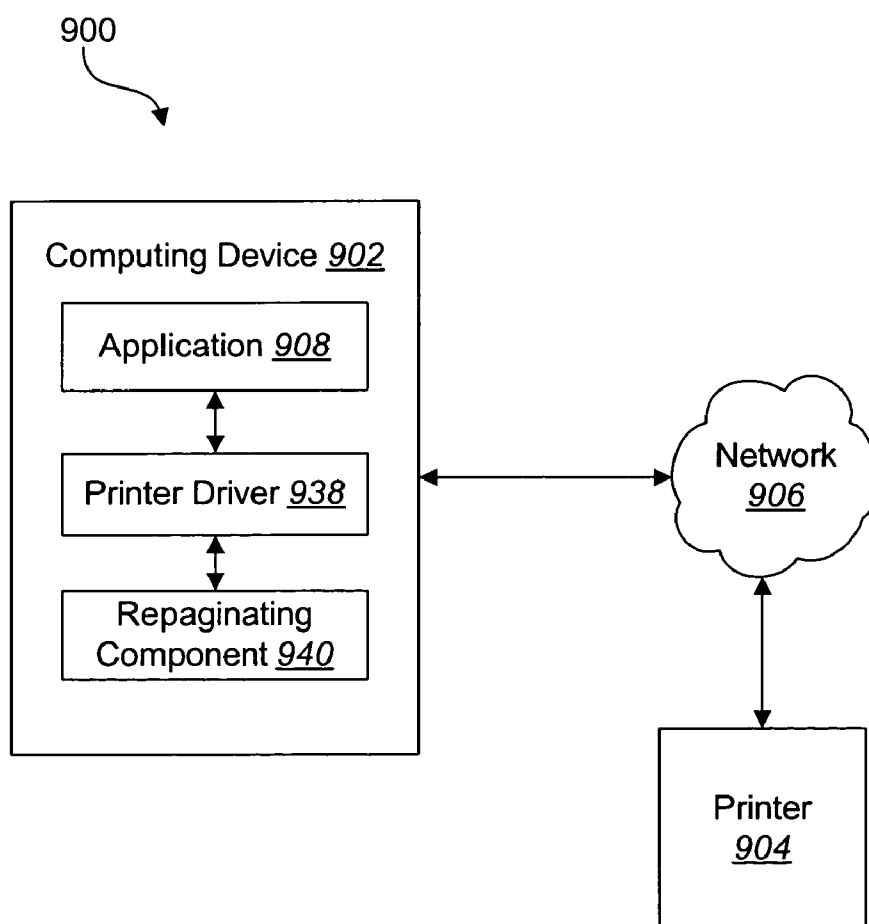 900
Computing Device 902
Application 908
Printer Driver 938
Repaginating
Component 940
Network
906
Printer
904